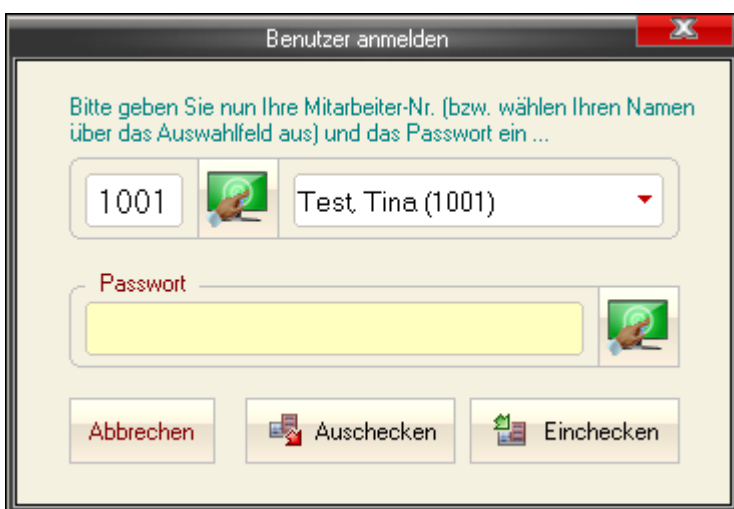 Benutzer anmelden
Bitte geben Sie nun Ihre Mitarbeiter-Nr. (bzw. wählen Ihren Namen
über das Auswahlfeld aus) und das Passwort ein ...
1001 Test, Tina (1001)
Passwort
Abbrechen Auschecken Einchecken